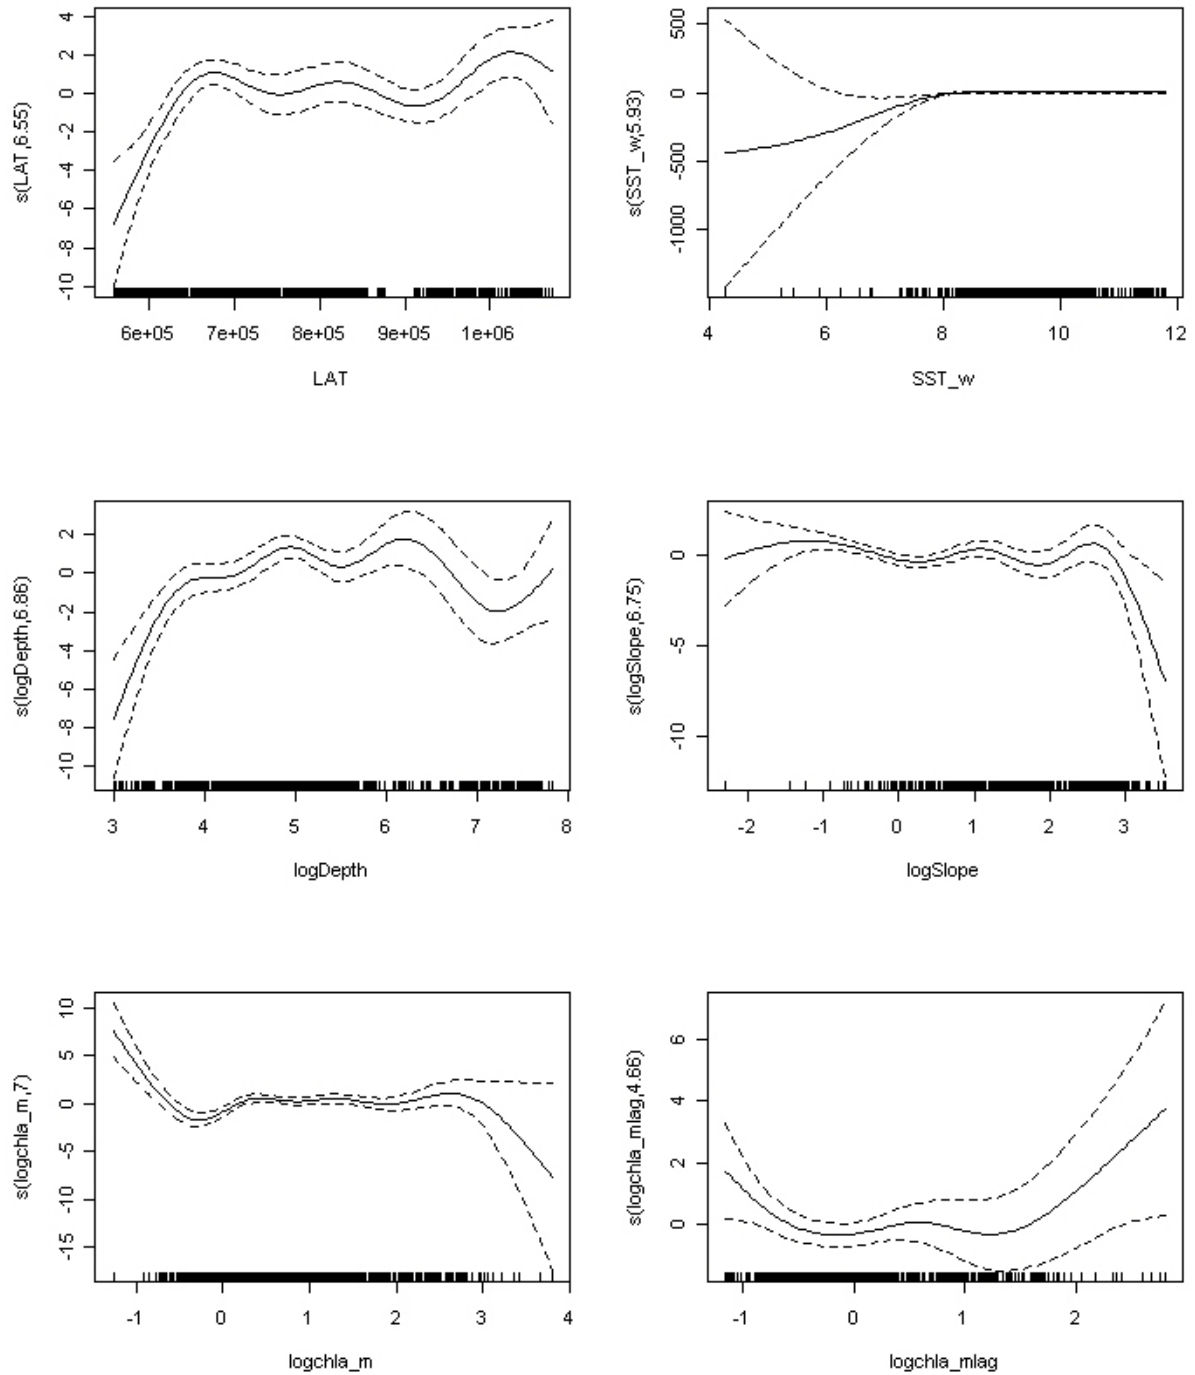 s(LAT,6.55)
4
2
0
-2
-4
-6
-8
-10
6e+05 7e+05 8e+05 9e+05 1e+06
LAT
s(SST_w,5.93)
500
0
-500
-1000
4 6 8 10 12
SST_w
s(logDepth,6.86)
2
0
-2
-4
-6
-8
-10
3 4 5 6 7 8
logDepth
s(logSlope,6.75)
0
-5
-10
-2 -1 0 1 2 3
logSlope
s(logchla_m,7)
10
5
0
-5
-10
-15
-1 0 1 2 3 4
logchla_m
s(logchla_mlag,4.66)
6
4
2
0
-1 0 1 2
logchla_mlag